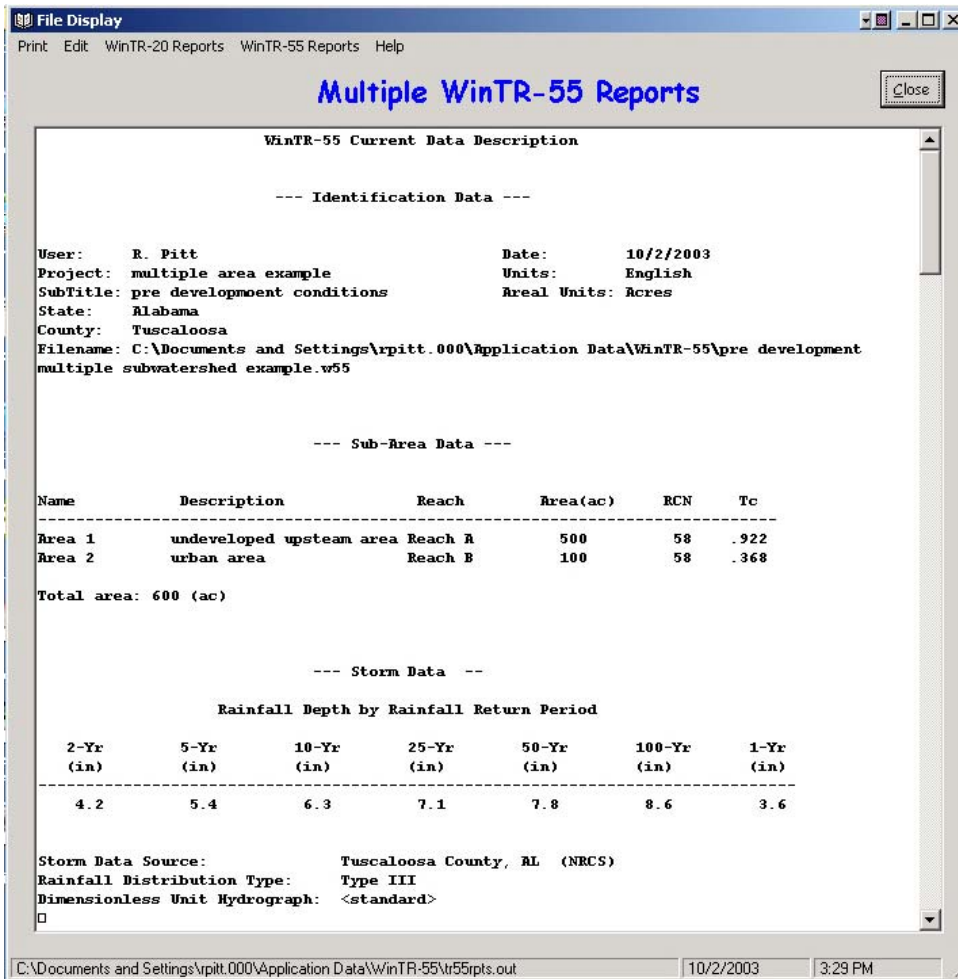 File Display
Print Edit WinTR-20 Reports WinTR-55 Reports Help
Multiple WinTR-55 Reports
Close
WinTR-55 Current Data Description
--- Identification Data ---
User: R. Pitt Date: 10/2/2003
Project: multiple area example Units: English
SubTitle: pre developmoent conditions Areal Units: Acres
State: Alabama
County: Tuscaloosa
Filename: C:\Documents and Settings\rpitt.000\Application Data\WinTR-55\pre development
multiple subwatershed example.w55
--- Sub-Area Data ---
Name Description Reach Area(ac) RCN Tc
Area 1 undeveloped upsteam area Reach A 500 58 .922
Area 2 urban area Reach B 100 58 .368
Total area: 600 (ac)
--- Storm Data --
Rainfall Depth by Rainfall Return Period
2-Yr 5-Yr 10-Yr 25-Yr 50-Yr 100-Yr 1-Yr
(in) (in) (in) (in) (in) (in) (in)
4.2 5.4 6.3 7.1 7.8 8.6 3.6
Storm Data Source: Tuscaloosa County, AL (NRCS)
Rainfall Distribution Type: Type III
Dimensionless Unit Hydrograph: <standard>
C:\Documents and Settings\rpitt.000\Application Data\WinTR-55\tr55rpts.out 10/2/2003 3:29 PM